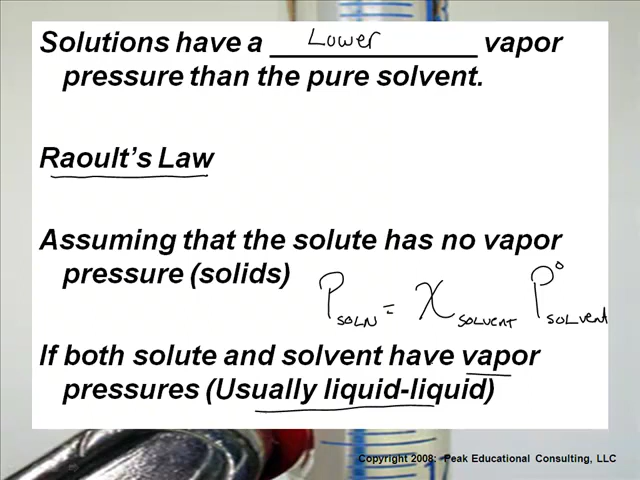 Solutions have a Lower vapor
pressure than the pure solvent.
Raoult's Law
Assuming that the solute has no vapor
pressure (solids)
P SOLN = X SOLVENT P° SOLVENT
If both solute and solvent have vapor
pressures (Usually liquid-liquid)
Copyright 2008: Peak Educational Consulting, LLC